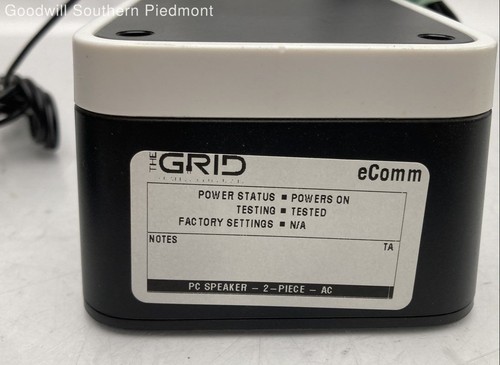 Goodwill Southern Piedmont
THE GRID
eComm
POWER STATUS ■ POWERS ON
TESTING ■ TESTED
FACTORY SETTINGS ■ N/A
NOTES TA
PC SPEAKER - 2-PIECE - AC